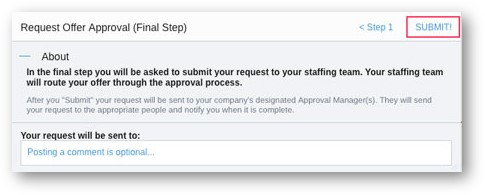 Request Offer Approval (Final Step) < Step 1 SUBMIT!
— About
In the final step you will be asked to submit your request to your staffing team. Your staffing team
will route your offer through the approval process.
After you "Submit" your request will be sent to your company's designated Approval Manager(s). They will send
your request to the appropriate people and notify you when it is complete.
Your request will be sent to:
Posting a comment is optional...